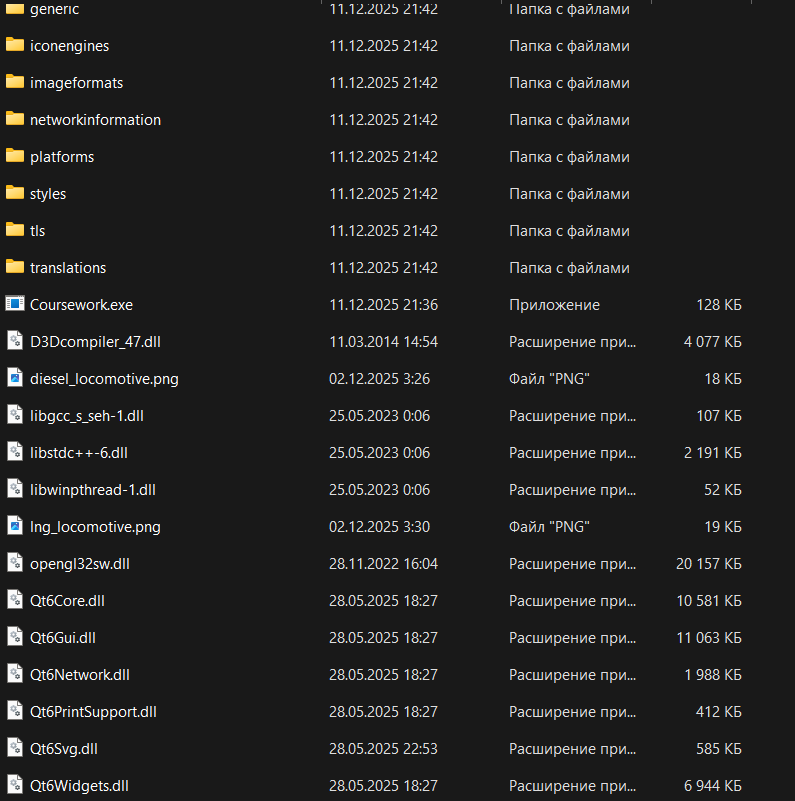 generic 11.12.2025 21:42 Папка с файлами
iconengines 11.12.2025 21:42 Папка с файлами
imageformats 11.12.2025 21:42 Папка с файлами
networkinformation 11.12.2025 21:42 Папка с файлами
platforms 11.12.2025 21:42 Папка с файлами
styles 11.12.2025 21:42 Папка с файлами
tls 11.12.2025 21:42 Папка с файлами
translations 11.12.2025 21:42 Папка с файлами
Coursework.exe 11.12.2025 21:36 Приложение 128 КБ
D3Dcompiler_47.dll 11.03.2014 14:54 Расширение при... 4 077 КБ
diesel_locomotive.png 02.12.2025 3:26 Файл "PNG" 18 КБ
libgcc_s_seh-1.dll 25.05.2023 0:06 Расширение при... 107 КБ
libstdc++-6.dll 25.05.2023 0:06 Расширение при... 2 191 КБ
libwinpthread-1.dll 25.05.2023 0:06 Расширение при... 52 КБ
lng_locomotive.png 02.12.2025 3:30 Файл "PNG" 19 КБ
opengl32sw.dll 28.11.2022 16:04 Расширение при... 20 157 КБ
Qt6Core.dll 28.05.2025 18:27 Расширение при... 10 581 КБ
Qt6Gui.dll 28.05.2025 18:27 Расширение при... 11 063 КБ
Qt6Network.dll 28.05.2025 18:27 Расширение при... 1 988 КБ
Qt6PrintSupport.dll 28.05.2025 18:27 Расширение при... 412 КБ
Qt6Svg.dll 28.05.2025 22:53 Расширение при... 585 КБ
Qt6Widgets.dll 28.05.2025 18:27 Расширение при... 6 944 КБ